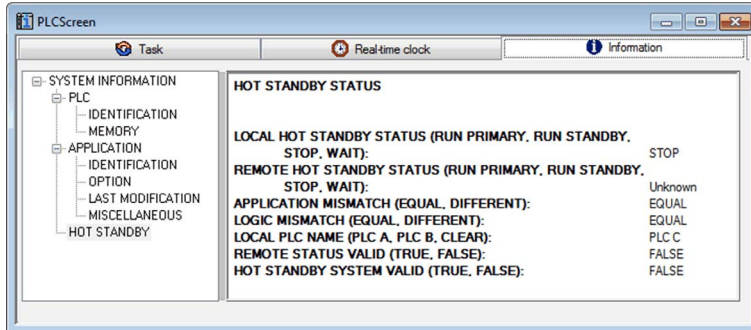 PLCScreen
Task
Real-time clock
Information
SYSTEM INFORMATION
PLC
IDENTIFICATION
MEMORY
APPLICATION
IDENTIFICATION
OPTION
LAST MODIFICATION
MISCELLANEOUS
HOT STANDBY
HOT STANDBY STATUS
LOCAL HOT STANDBY STATUS (RUN PRIMARY, RUN STANDBY,
STOP, WAIT): STOP
REMOTE HOT STANDBY STATUS (RUN PRIMARY, RUN STANDBY,
STOP, WAIT): Unknown
APPLICATION MISMATCH (EQUAL, DIFFERENT): EQUAL
LOGIC MISMATCH (EQUAL, DIFFERENT): EQUAL
LOCAL PLC NAME (PLC A, PLC B, CLEAR): PLC C
REMOTE STATUS VALID (TRUE, FALSE): FALSE
HOT STANDBY SYSTEM VALID (TRUE, FALSE): FALSE